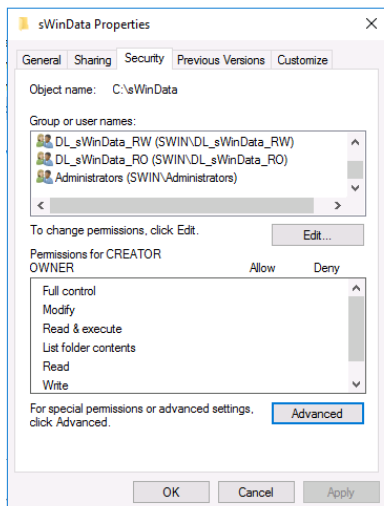 sWinData Properties
General Sharing Security Previous Versions Customize
Object name: C:\sWinData
Group or user names:
DL_sWinData_RW (SWIN\DL_sWinData_RW)
DL_sWinData_RO (SWIN\DL_sWinData_RO)
Administrators (SWIN\Administrators)
To change permissions, click Edit.
Edit...
Permissions for CREATOR
OWNER Allow Deny
Full control
Modify
Read & execute
List folder contents
Read
Write
For special permissions or advanced settings,
click Advanced.
Advanced
OK Cancel Apply